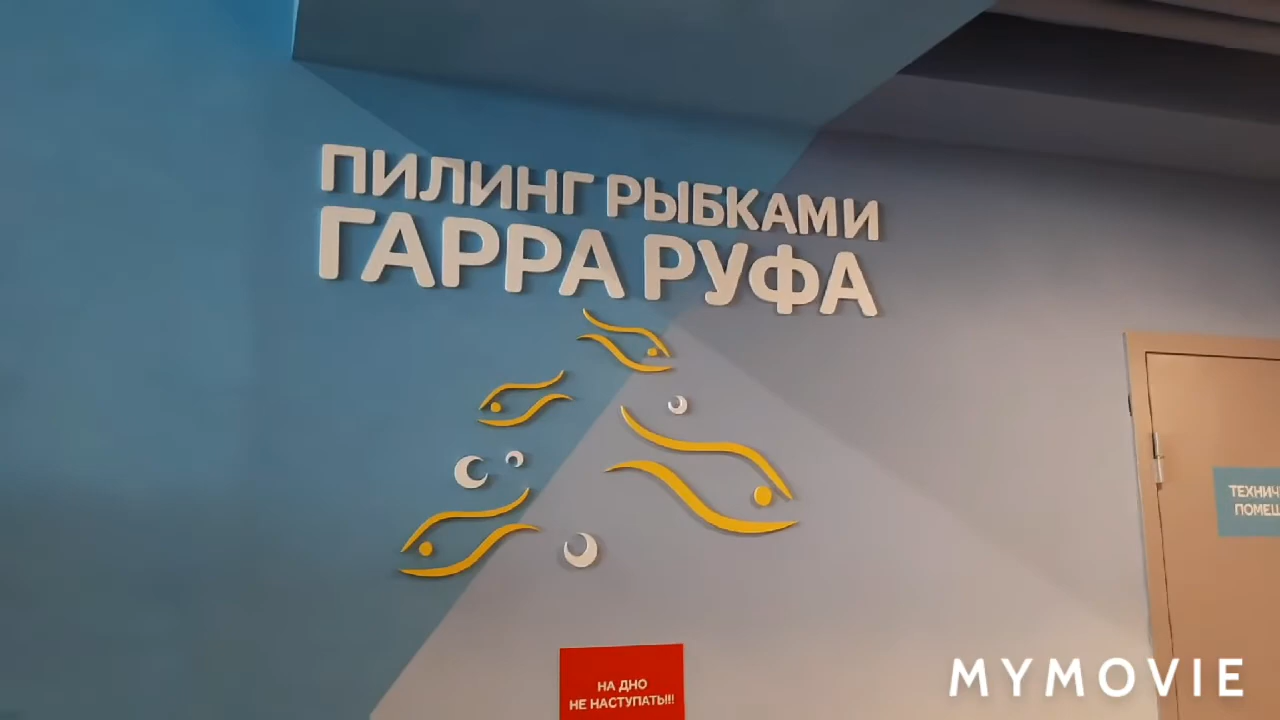 ПИЛИНГ РЫБКАМИ
ГАРРА РУФА
НА ДНО
НЕ НАСТУПАТЬ!!!
MYMOVIE